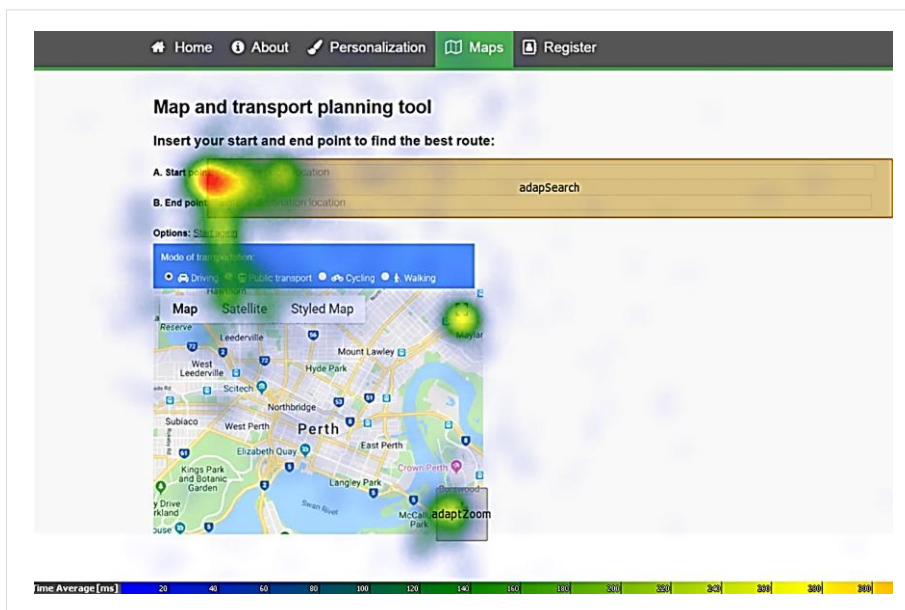 Home About Personalization Maps Register
Map and transport planning tool
Insert your start and end point to find the best route:
A. Start point
adapSearch
B. End point location
Options: Start again
Mode of transportation:
Driving Public transport Cycling Walking
Map Satellite Styled Map
Reserve
Leederville
Mount Lawley
West
Leederville
Hyde Park
Scitech
Northbridge
Subiaco
West Perth
Perth
East Perth
Elizabeth Quay
Kings Park
and Botanic
Garden
Crown Perth
Langley Park
Swan River
Park
adaptZoom
Time Average [ms] 20 40 60 80 100 120 140 160 180 200 220 240 260 280 300